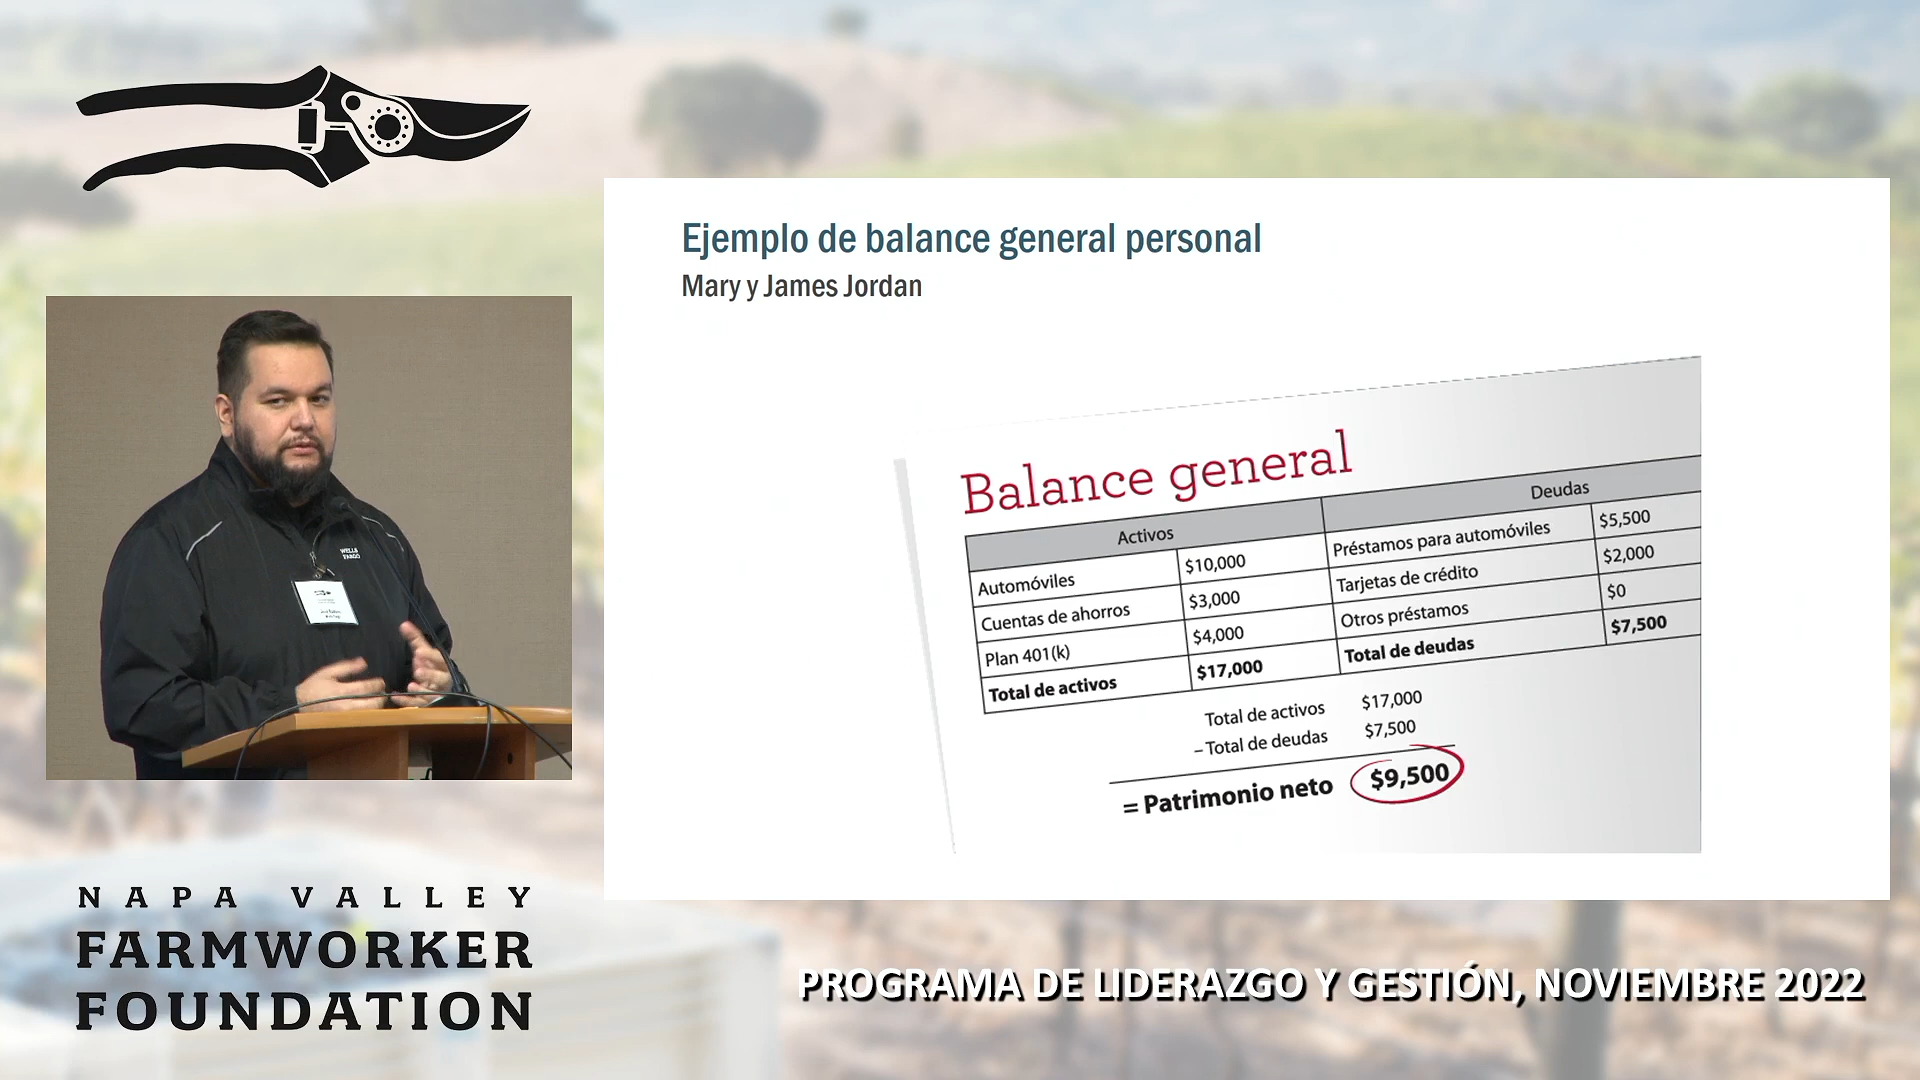 Ejemplo de balance general personal
Mary y James Jordan
Balance general
Activos
Deudas
Automóviles $10,000 Préstamos para automóviles $5,500
Cuentas de ahorros $3,000 Tarjetas de crédito $2,000
Plan 401(k) $4,000 Otros préstamos $0
Total de activos $17,000 Total de deudas $7,500
Total de activos $17,000
– Total de deudas $7,500
= Patrimonio neto $9,500
WELLS
FARGO
NAPA VALLEY
FARMWORKER
FOUNDATION
PROGRAMA DE LIDERAZGO Y GESTIÓN, NOVIEMBRE 2022